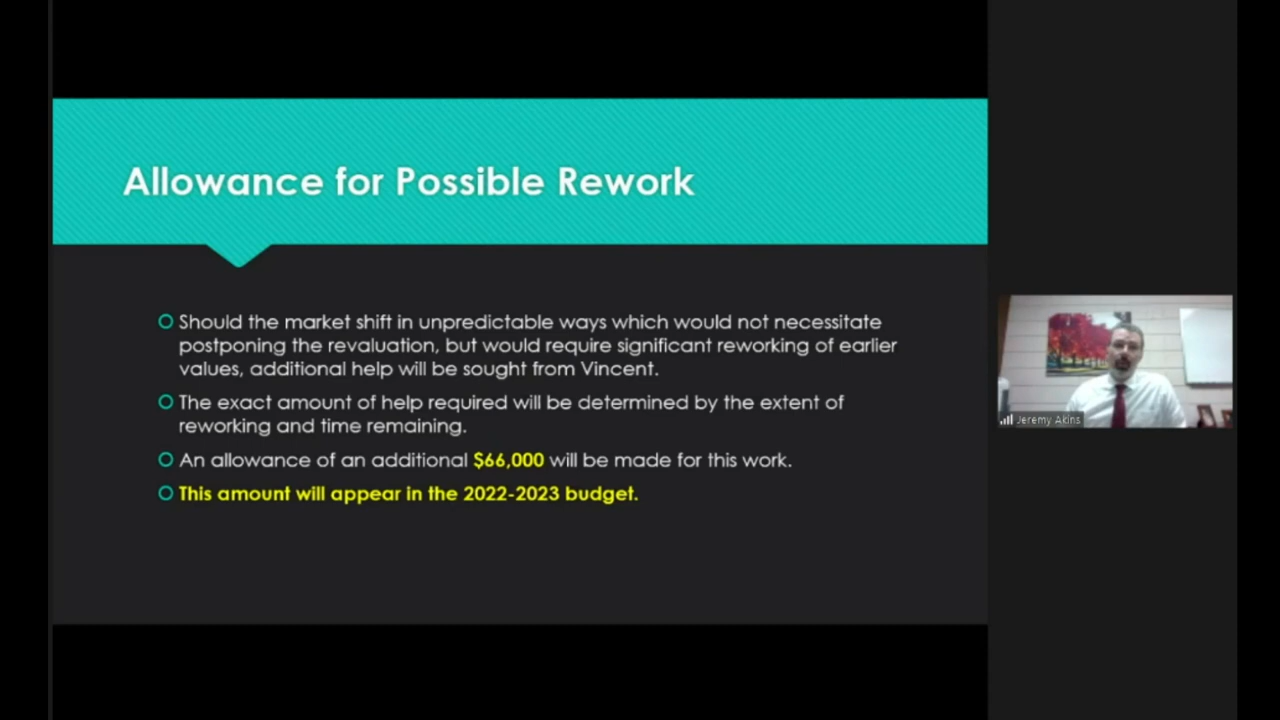 Allowance for Possible Rework
Should the market shift in unpredictable ways which would not necessitate
postponing the revaluation, but would require significant reworking of earlier
values, additional help will be sought from Vincent.
The exact amount of help required will be determined by the extent of
reworking and time remaining.
An allowance of an additional $66,000 will be made for this work.
This amount will appear in the 2022-2023 budget.
Jeremy Akins